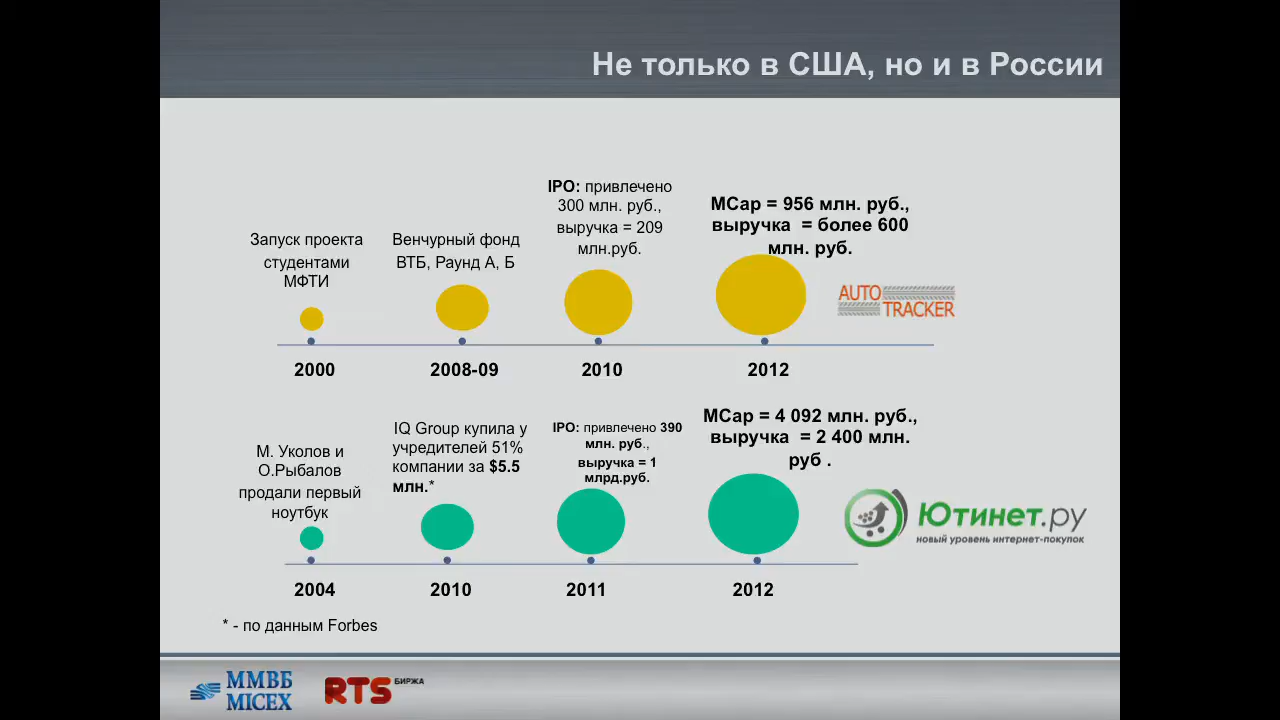 Не только в США, но и в России
Запуск проекта
студентами
МФТИ
Венчурный фонд
ВТБ, Раунд А, Б
IPO: привлечено
300 млн. руб.,
выручка = 209
млн.руб.
MCap = 956 млн. руб.,
выручка = более 600
млн. руб.
AUTO
TRACKER
2000
2008-09
2010
2012
М. Уколов и
О.Рыбалов
продали первый
ноутбук
IQ Group купила у
учредителей 51%
компании за $5.5
млн.*
IPO: привлечено 390
млн. руб.,
выручка = 1
млрд.руб.
MCap = 4 092 млн. руб.,
выручка = 2 400 млн.
руб .
Ютинет.ру
новый уровень интернет-покупок
2004
2010
2011
2012
* - по данным Forbes
ММВБ
MICEX
RTS
БИРЖА